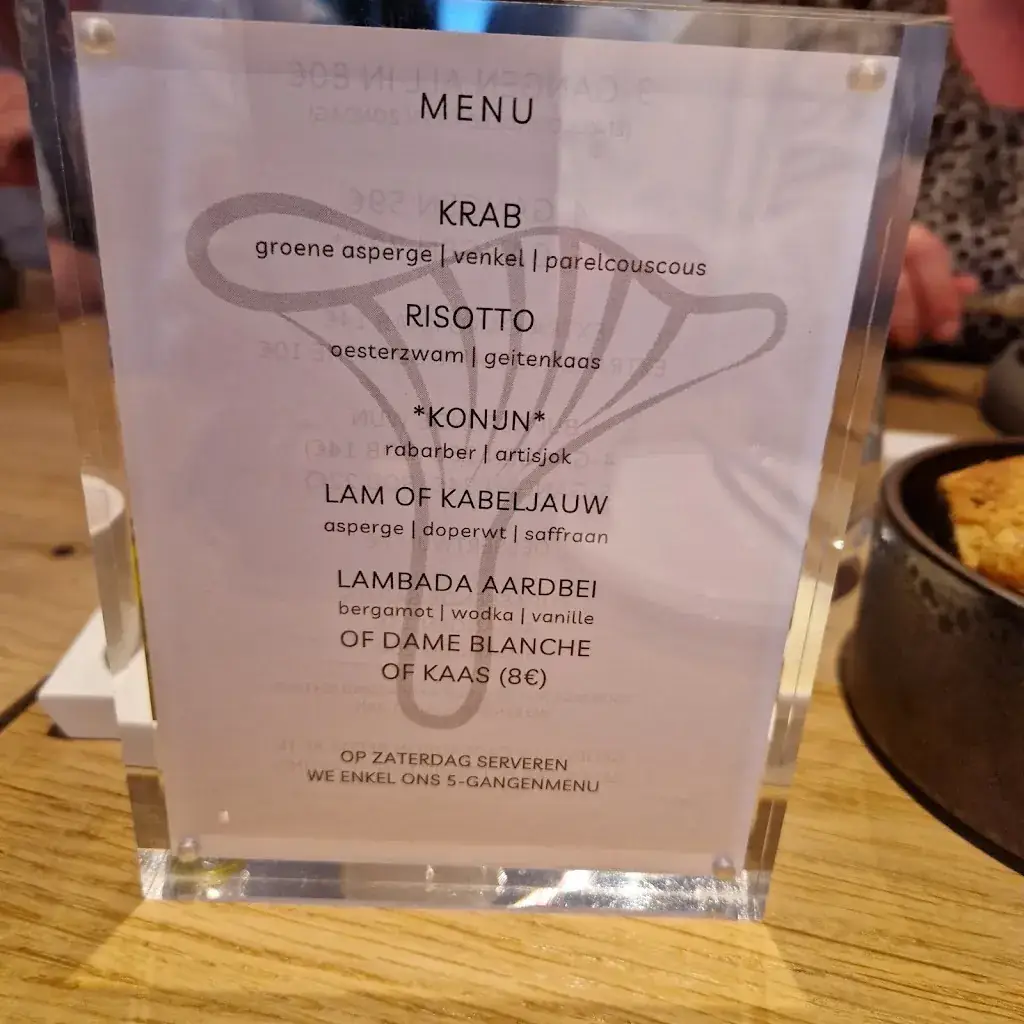 MENU
KRAB
groene asperge | venkel | parelcouscous
RISOTTO
oesterzwam | geitenkaas
*KONIJN*
rabarber | artisjok
LAM OF KABELJAUW
asperge | doperwt | saffraan
LAMBADA AARDBEI
bergamot | wodka | vanille
OF DAME BLANCHE
OF KAAS (8€)
OP ZATERDAG SERVEREN
WE ENKEL ONS 5-GANGENMENU